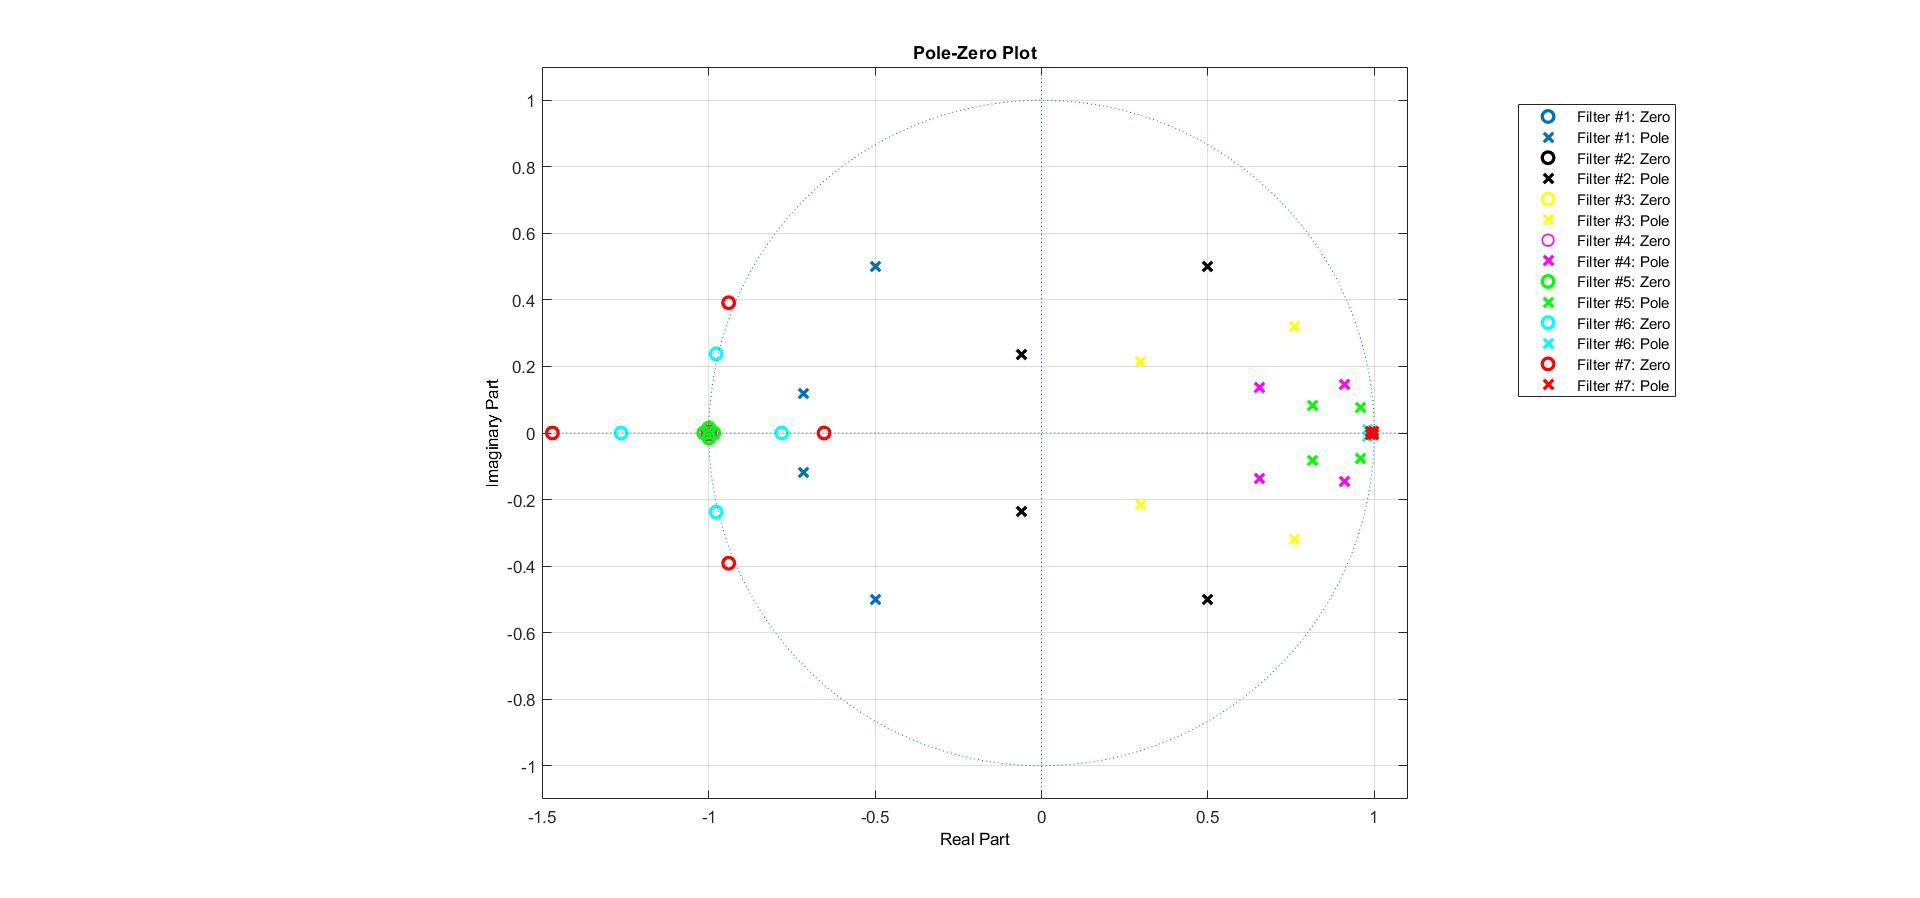 Pole-Zero Plot
1
0.8
0.6
0.4
0.2
0
-0.2
-0.4
-0.6
-0.8
-1
Imaginary Part
-1.5
-1
-0.5
0
0.5
1
Real Part
Filter #1: Zero
Filter #1: Pole
Filter #2: Zero
Filter #2: Pole
Filter #3: Zero
Filter #3: Pole
Filter #4: Zero
Filter #4: Pole
Filter #5: Zero
Filter #5: Pole
Filter #6: Zero
Filter #6: Pole
Filter #7: Zero
Filter #7: Pole